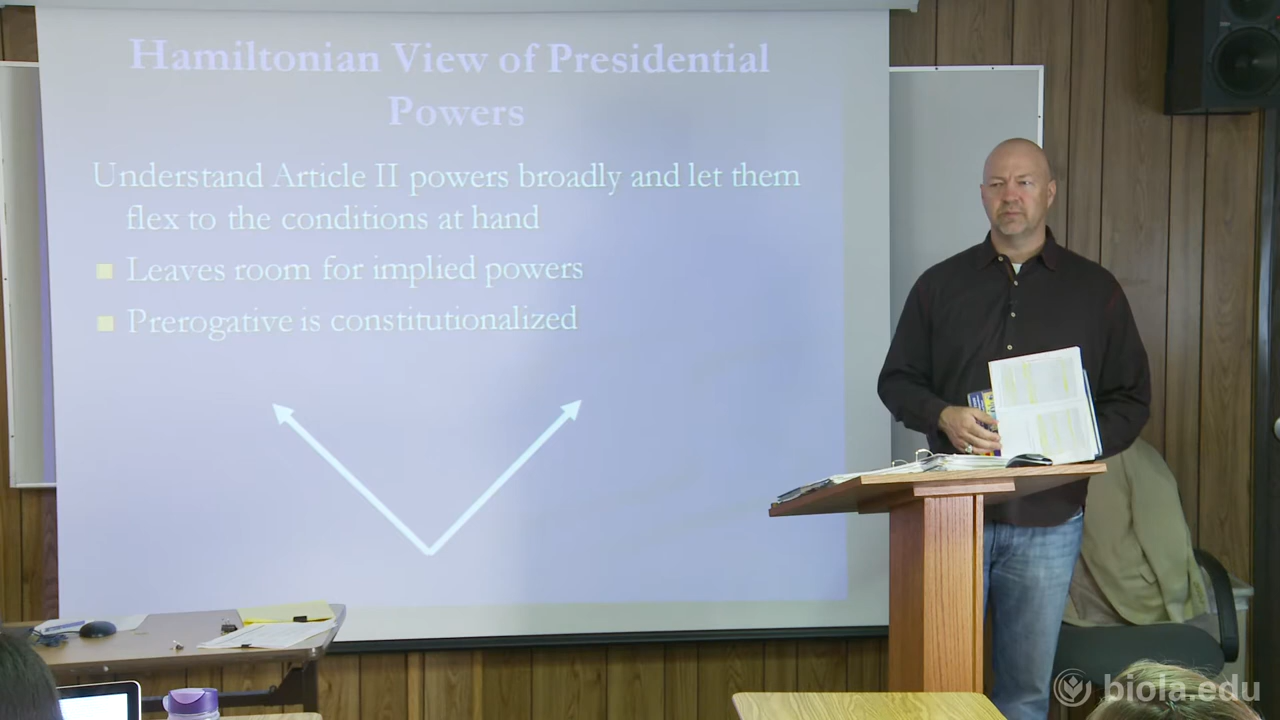 Hamiltonian View of Presidential
Powers
Understand Article II powers broadly and let them
flex to the conditions at hand
Leaves room for implied powers
Prerogative is constitutionalized
biola.edu